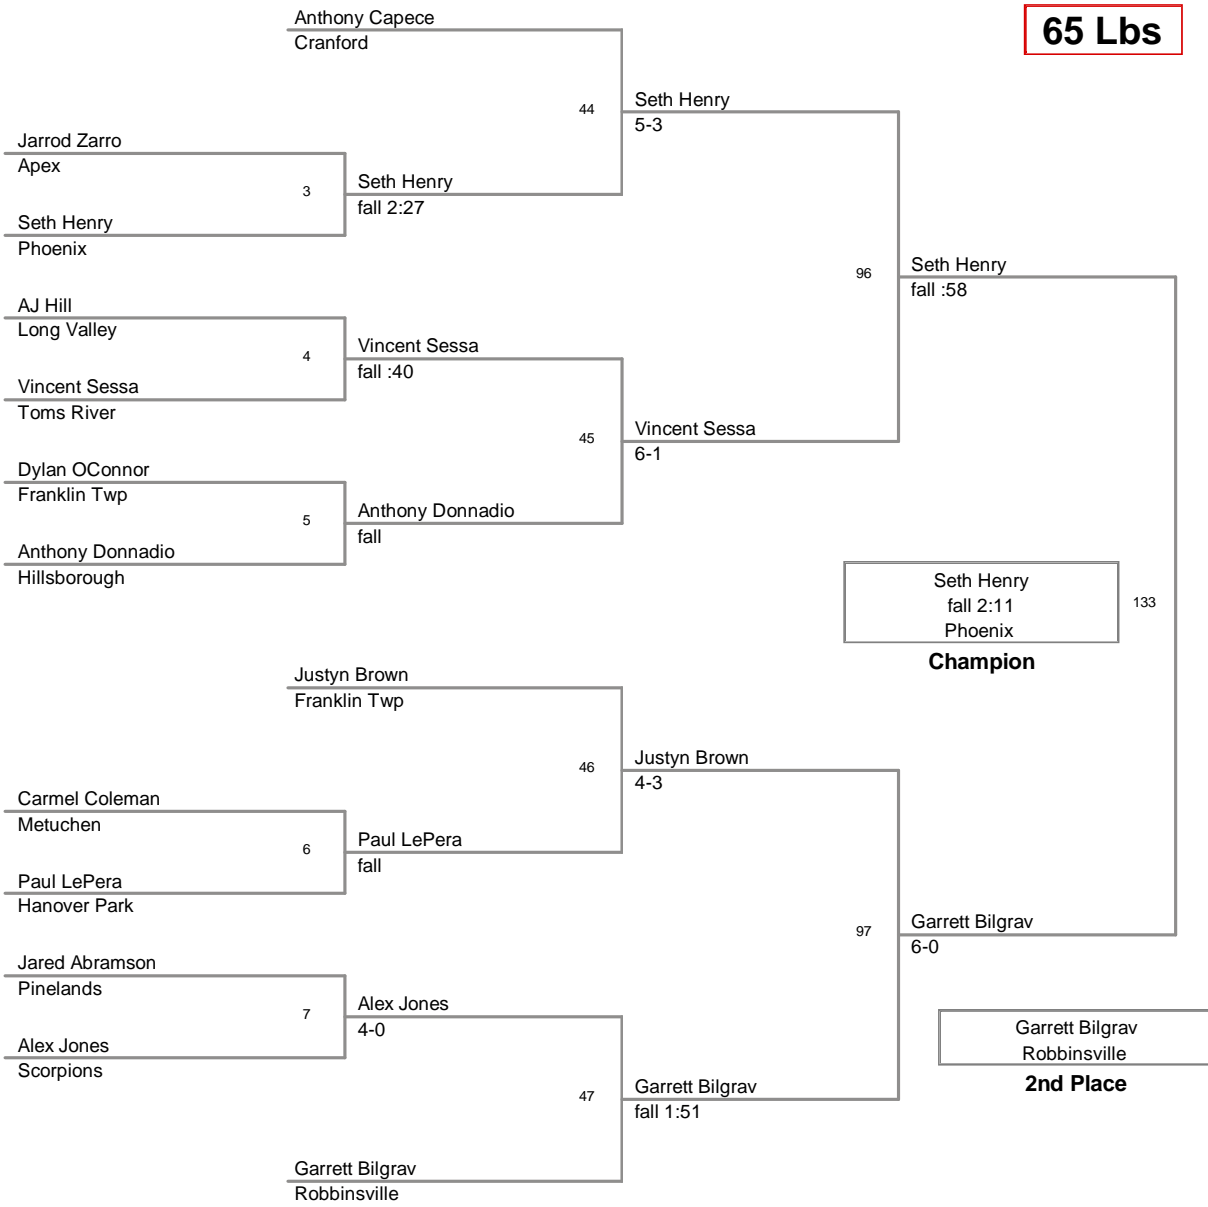 Anthony Capece
Cranford
65 Lbs
44
Seth Henry
5-3
Jarrod Zarro
Apex
3
Seth Henry
fall 2:27
Seth Henry
Phoenix
96
Seth Henry
fall :58
AJ Hill
Long Valley
4
Vincent Sessa
fall :40
Vincent Sessa
Toms River
45
Vincent Sessa
6-1
Dylan OConnor
Franklin Twp
5
Anthony Donnadio
fall
Anthony Donnadio
Hillsborough
Seth Henry
fall 2:11
Phoenix
133
Champion
Justyn Brown
Franklin Twp
46
Justyn Brown
4-3
Carmel Coleman
Metuchen
6
Paul LePera
fall
Paul LePera
Hanover Park
97
Garrett Bilgrav
6-0
Jared Abramson
Pinelands
7
Alex Jones
4-0
Alex Jones
Scorpions
Garrett Bilgrav
Robbinsville
2nd Place
47
Garrett Bilgrav
fall 1:51
Garrett Bilgrav
Robbinsville